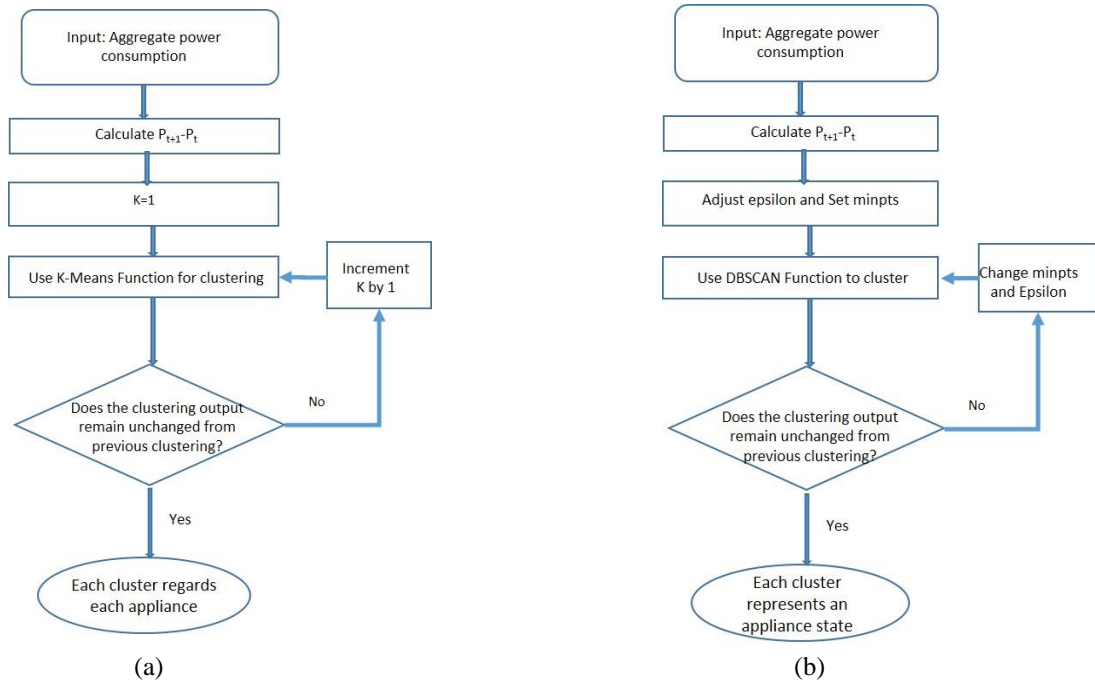 Input: Aggregate power
consumption
Calculate Pt+1-Pt
K=1
Use K-Means Function for clustering
Increment
K by 1
Does the clustering output
remain unchanged from
previous clustering?
No
Yes
Each cluster regards
each appliance
(a)
Input: Aggregate power
consumption
Calculate Pt+1-Pt
Adjust epsilon and Set minpts
Use DBSCAN Function to cluster
Change minpts
and Epsilon
Does the clustering output
remain unchanged from
previous clustering?
No
Yes
Each cluster
represents an
appliance state
(b)